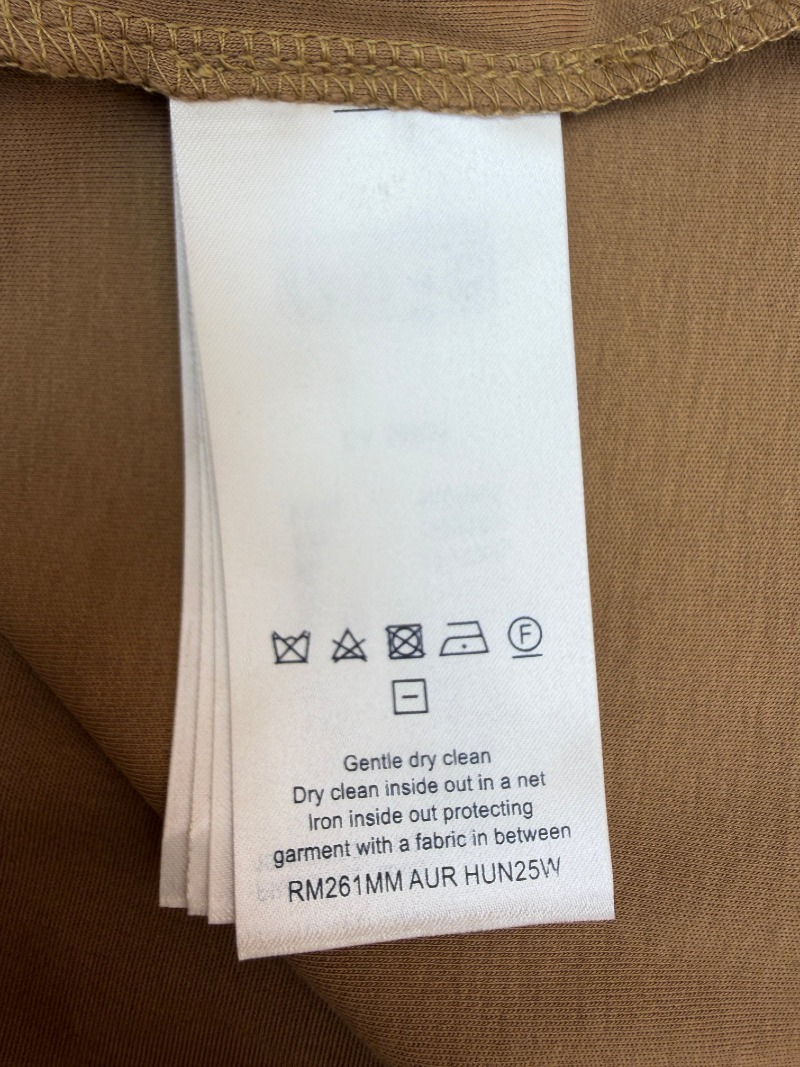 F
Gentle dry clean
Dry clean inside out in a net
Iron inside out protecting
garment with a fabric in between
RM261MM AUR HUN25W